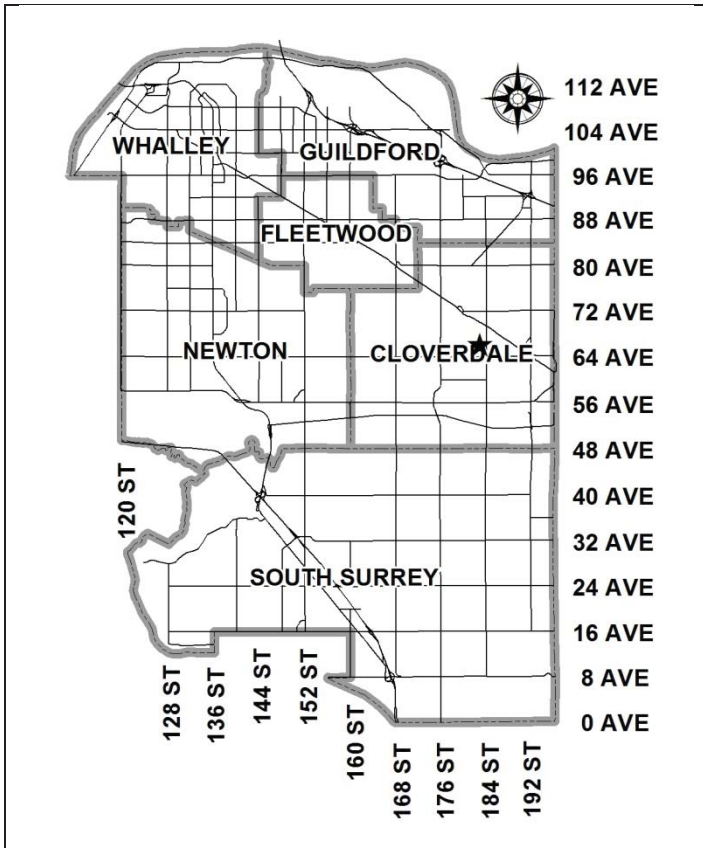 112 AVE
104 AVE
WHALLEY
GUILDFORD
96 AVE
88 AVE
FLEETWOOD
80 AVE
72 AVE
NEWTON
CLOVERDALE
64 AVE
56 AVE
48 AVE
120 ST
40 AVE
32 AVE
SOUTH SURREY
24 AVE
16 AVE
128 ST
136 ST
144 ST
152 ST
160 ST
8 AVE
0 AVE
168 ST
176 ST
184 ST
192 ST